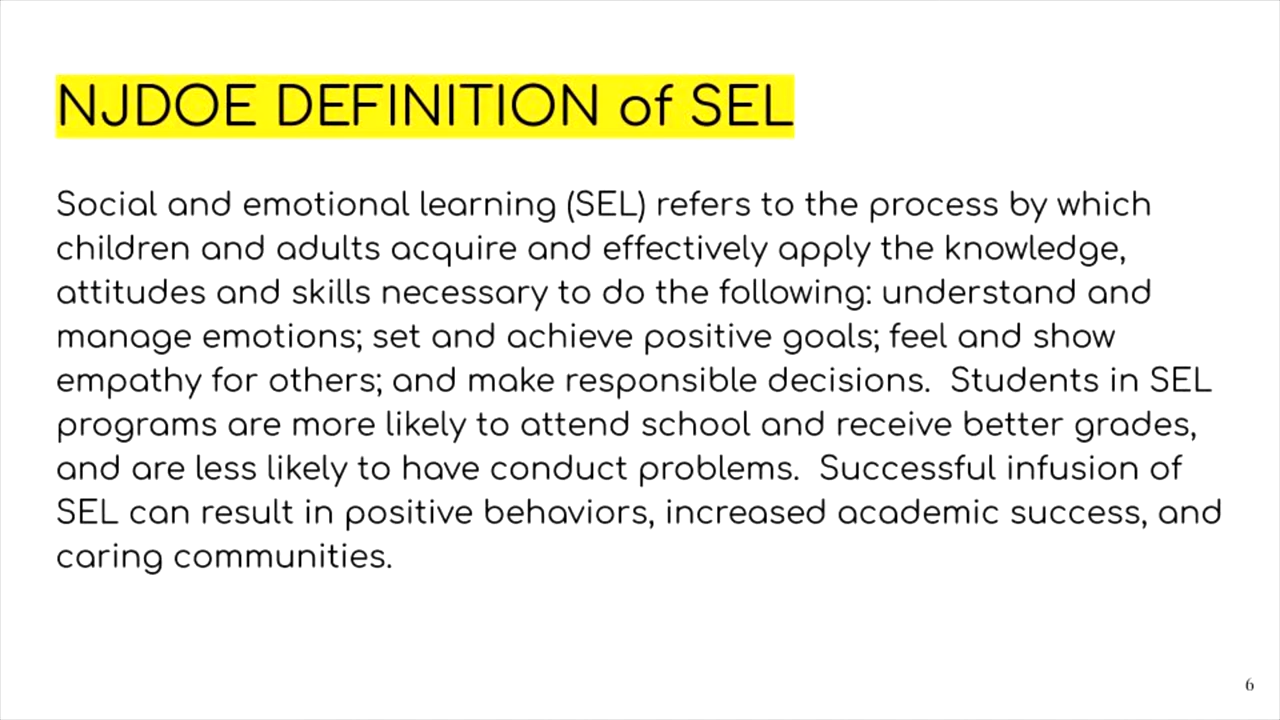 NJDOE DEFINITION of SEL
Social and emotional learning (SEL) refers to the process by which
children and adults acquire and effectively apply the knowledge,
attitudes and skills necessary to do the following: understand and
manage emotions; set and achieve positive goals; feel and show
empathy for others; and make responsible decisions.  Students in SEL
programs are more likely to attend school and receive better grades,
and are less likely to have conduct problems.  Successful infusion of
SEL can result in positive behaviors, increased academic success, and
caring communities.
6